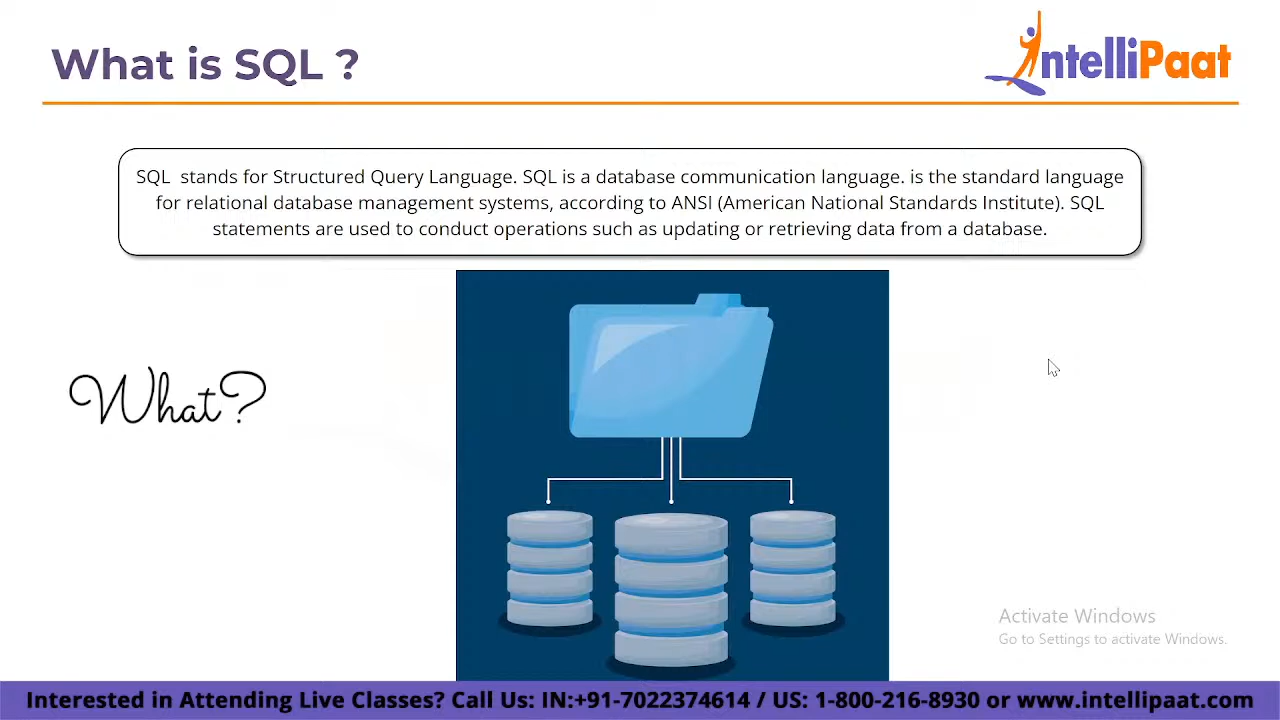 What is SQL ?
IntelliPaat
SQL  stands for Structured Query Language. SQL is a database communication language. is the standard language
for relational database management systems, according to ANSI (American National Standards Institute). SQL
statements are used to conduct operations such as updating or retrieving data from a database.
What?
Activate Windows
Go to Settings to activate Windows.
Interested in Attending Live Classes? Call Us: IN:+91-7022374614 / US: 1-800-216-8930 or www.intellipaat.com